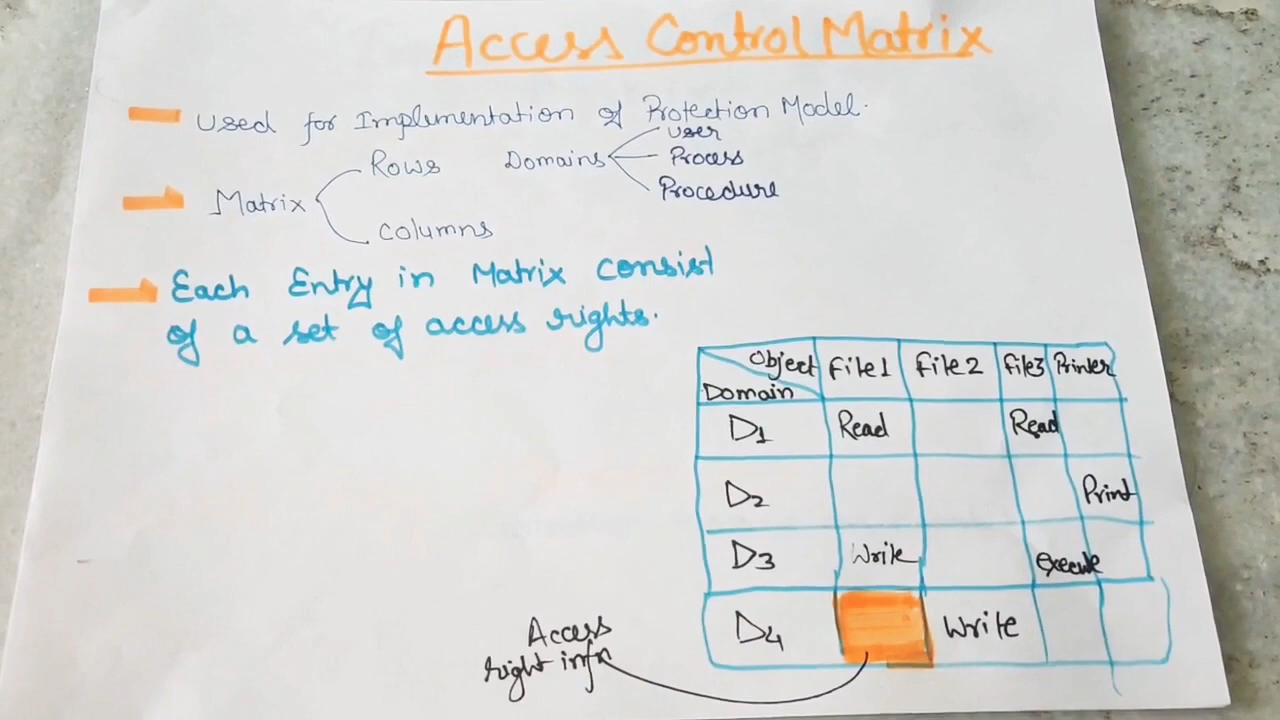 Access Control Matrix
used for Implementation of Protection Model.
Matrix
Rows
columns
Domains
user
Process
Procedure
Each Entry in Matrix consist
of a set of access rights.
Object File1 File2 File3 Printer
Domain
D1 Read Read
D2 Print
D3 Write execute
D4 Write
Access
right infn